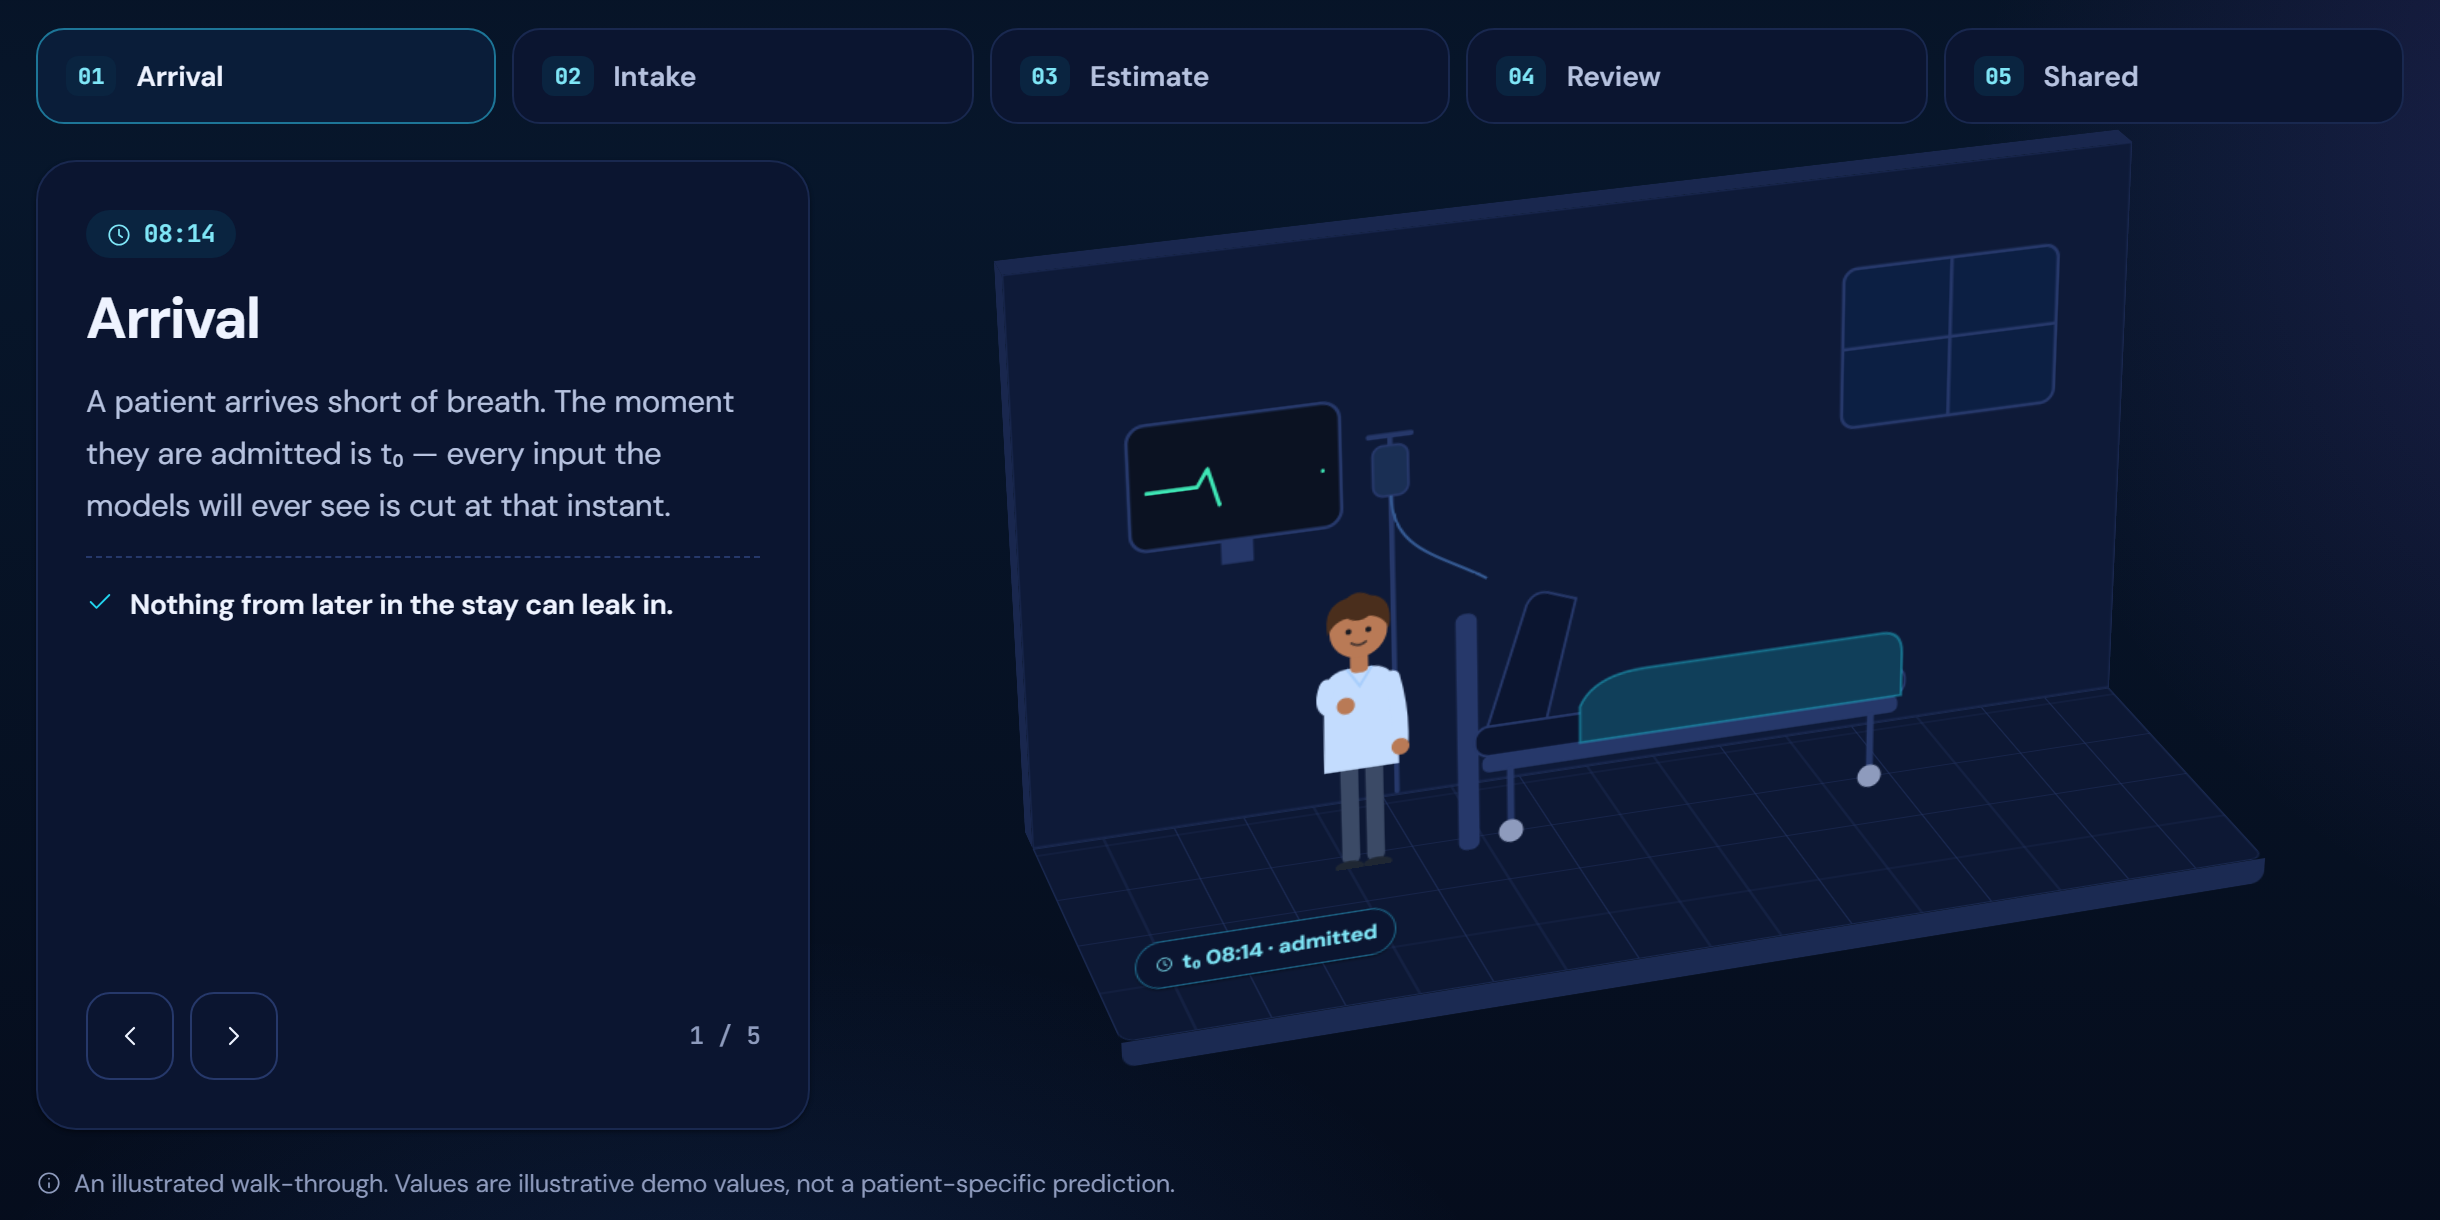 01 Arrival
02 Intake
03 Estimate
04 Review
05 Shared
08:14
Arrival
A patient arrives short of breath. The moment
they are admitted is t₀ — every input the
models will ever see is cut at that instant.
Nothing from later in the stay can leak in.
t₀ 08:14 · admitted
1 / 5
An illustrated walk-through. Values are illustrative demo values, not a patient-specific prediction.